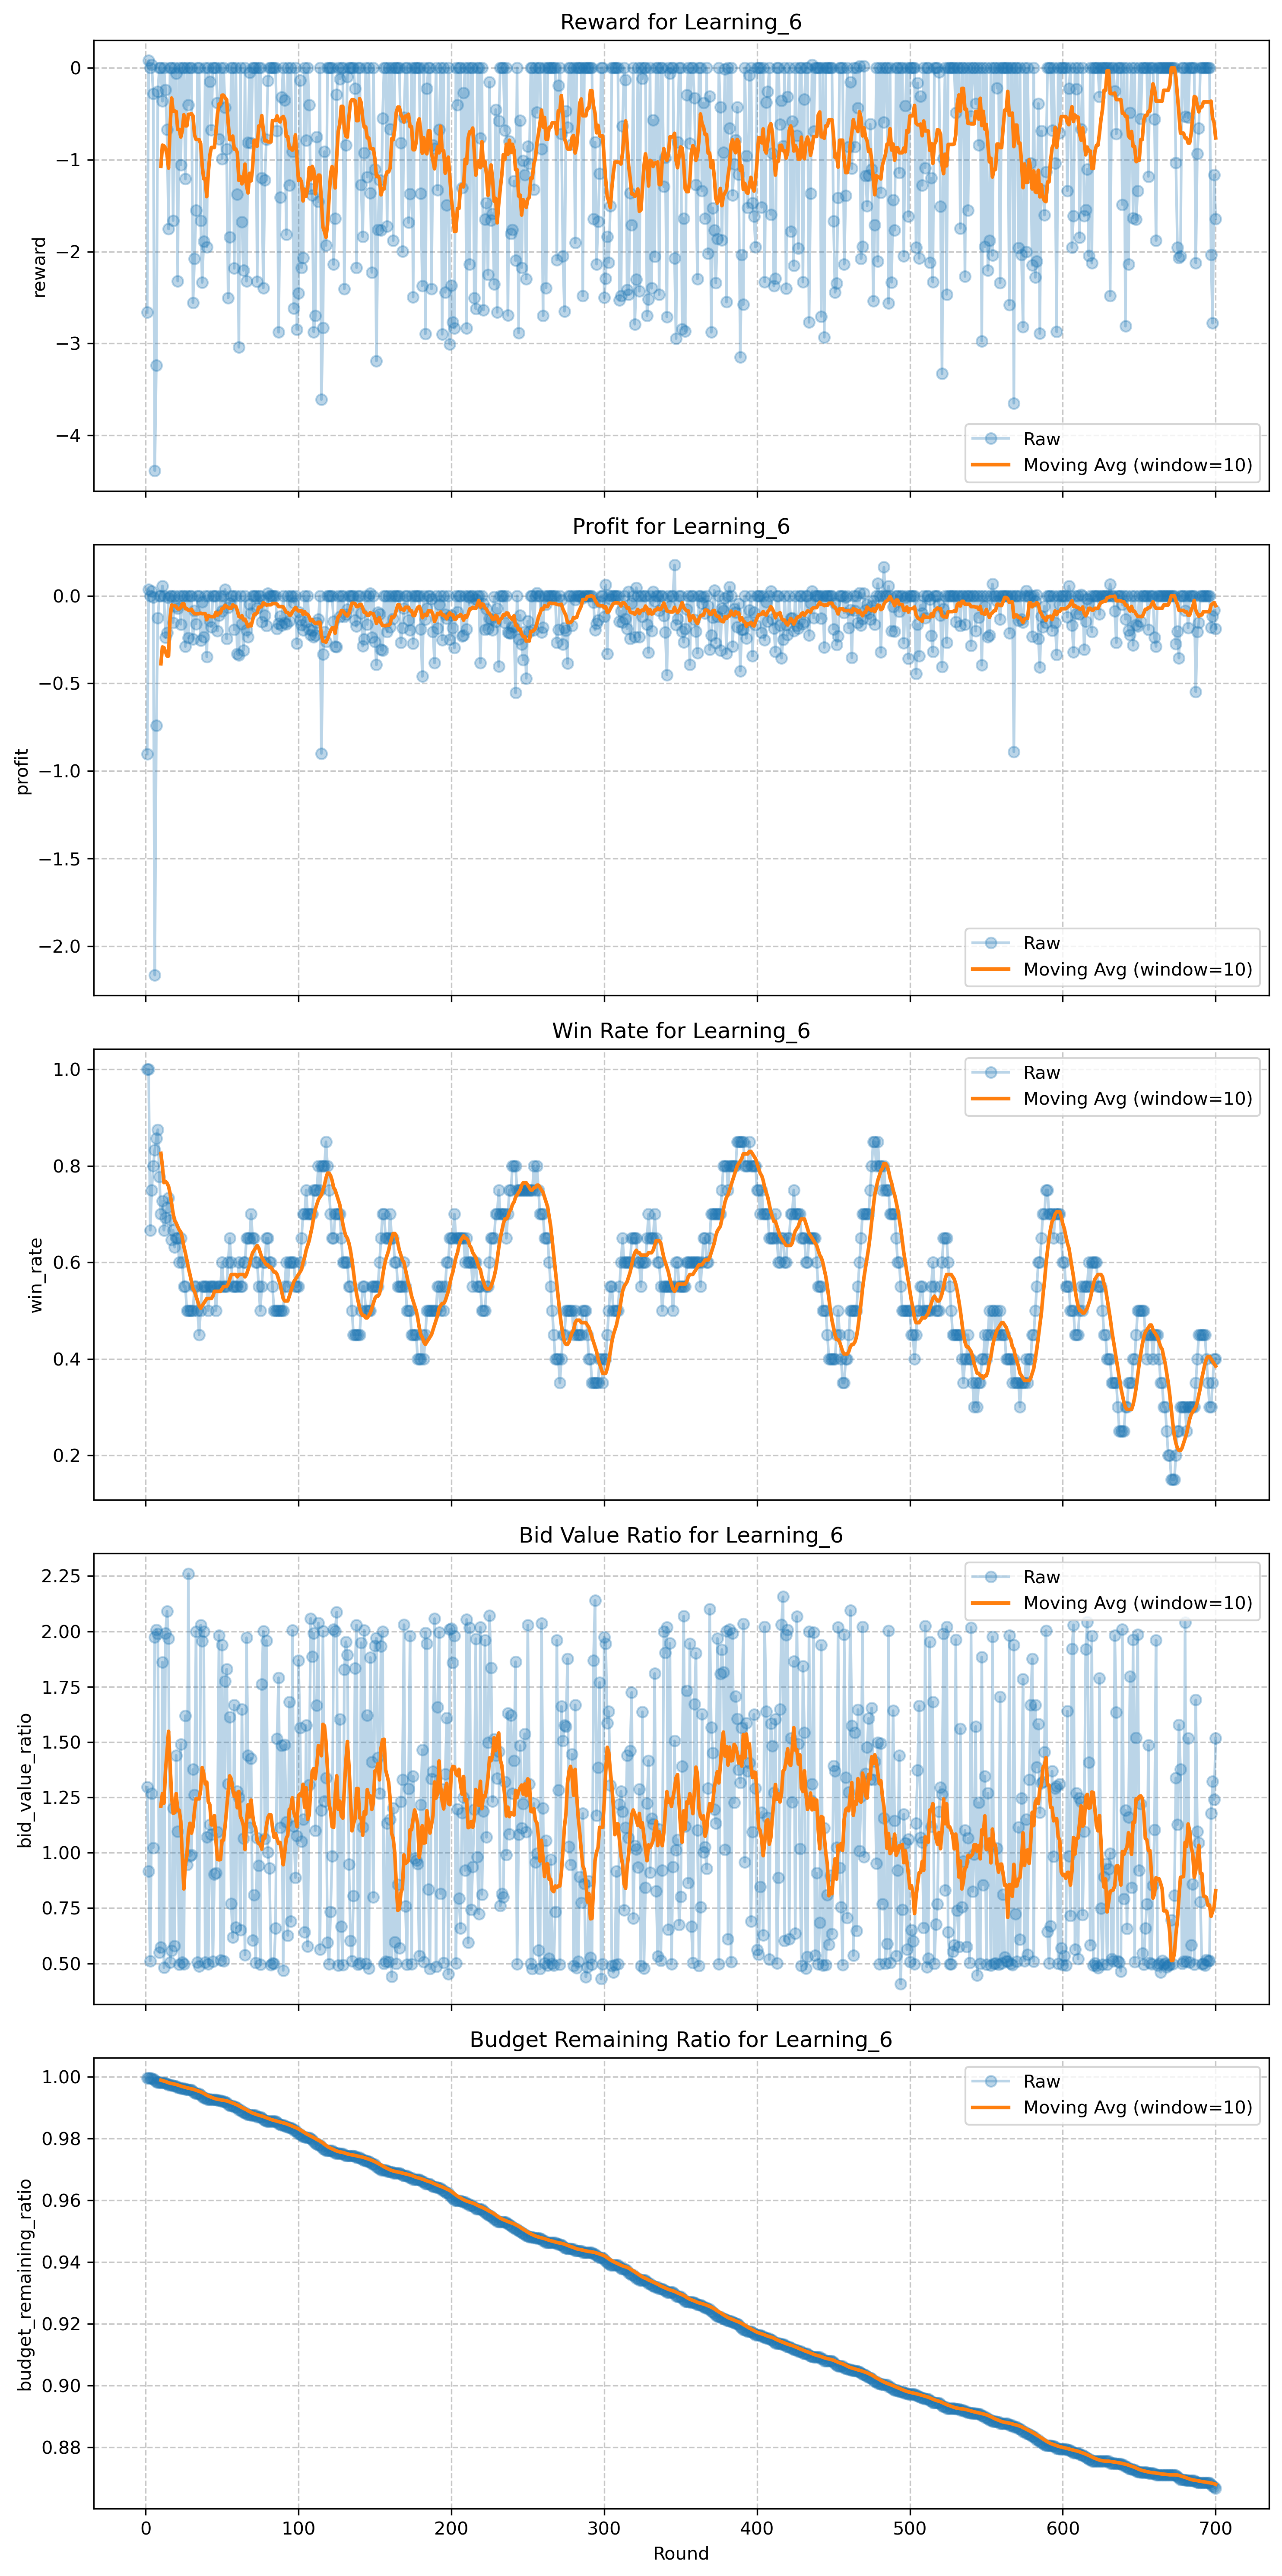 Reward for Learning_6
0
−1
−2
−3
−4
reward
Raw
Moving Avg (window=10)
Profit for Learning_6
0.0
−0.5
−1.0
−1.5
−2.0
profit
Raw
Moving Avg (window=10)
Win Rate for Learning_6
1.0
0.8
0.6
0.4
0.2
win_rate
Raw
Moving Avg (window=10)
Bid Value Ratio for Learning_6
2.25
2.00
1.75
1.50
1.25
1.00
0.75
0.50
bid_value_ratio
Raw
Moving Avg (window=10)
Budget Remaining Ratio for Learning_6
1.00
0.98
0.96
0.94
0.92
0.90
0.88
budget_remaining_ratio
Raw
Moving Avg (window=10)
0 100 200 300 400 500 600 700
Round